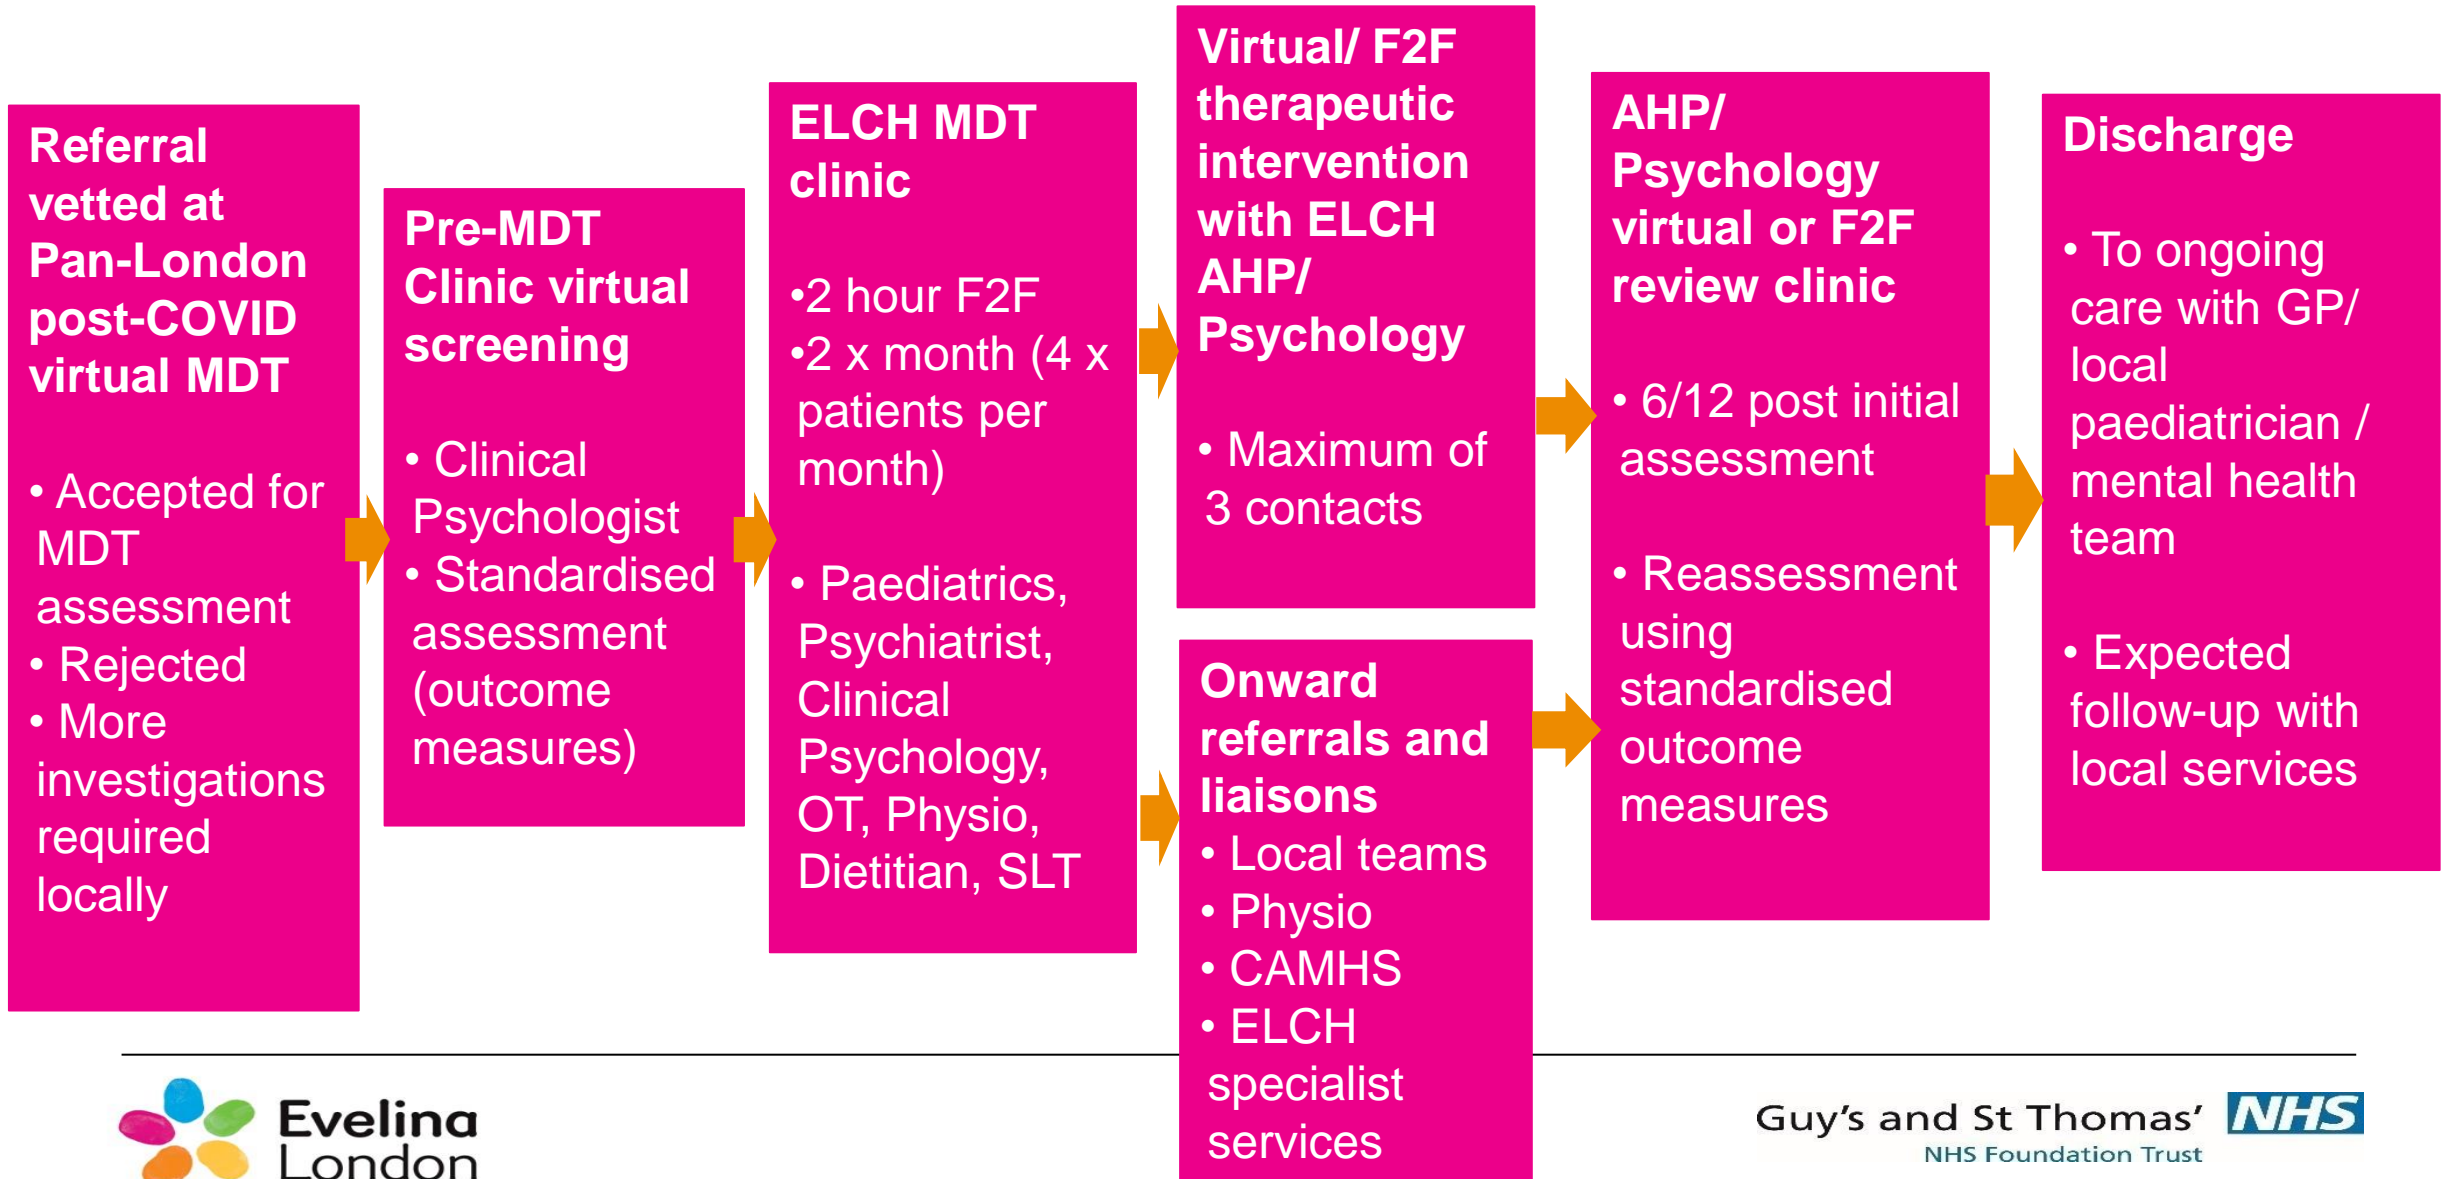 Referral
vetted at
Pan-London
post-COVID
virtual MDT
• Accepted for
MDT
assessment
• Rejected
• More
investigations
required
locally
Pre-MDT
Clinic virtual
screening
• Clinical
Psychologist
• Standardised
assessment
(outcome
measures)
ELCH MDT
clinic
•2 hour F2F
•2 x month (4 x
patients per
month)
• Paediatrics,
Psychiatrist,
Clinical
Psychology,
OT, Physio,
Dietitian, SLT
Virtual/ F2F
therapeutic
intervention
with ELCH
AHP/
Psychology
• Maximum of
3 contacts
Onward
referrals and
liaisons
• Local teams
• Physio
• CAMHS
• ELCH
specialist
services
AHP/
Psychology
virtual or F2F
review clinic
• 6/12 post initial
assessment
• Reassessment
using
standardised
outcome
measures
Discharge
• To ongoing
care with GP/
local
paediatrician /
mental health
team
• Expected
follow-up with
local services
Evelina
London
Guy's and St Thomas' NHS
NHS Foundation Trust